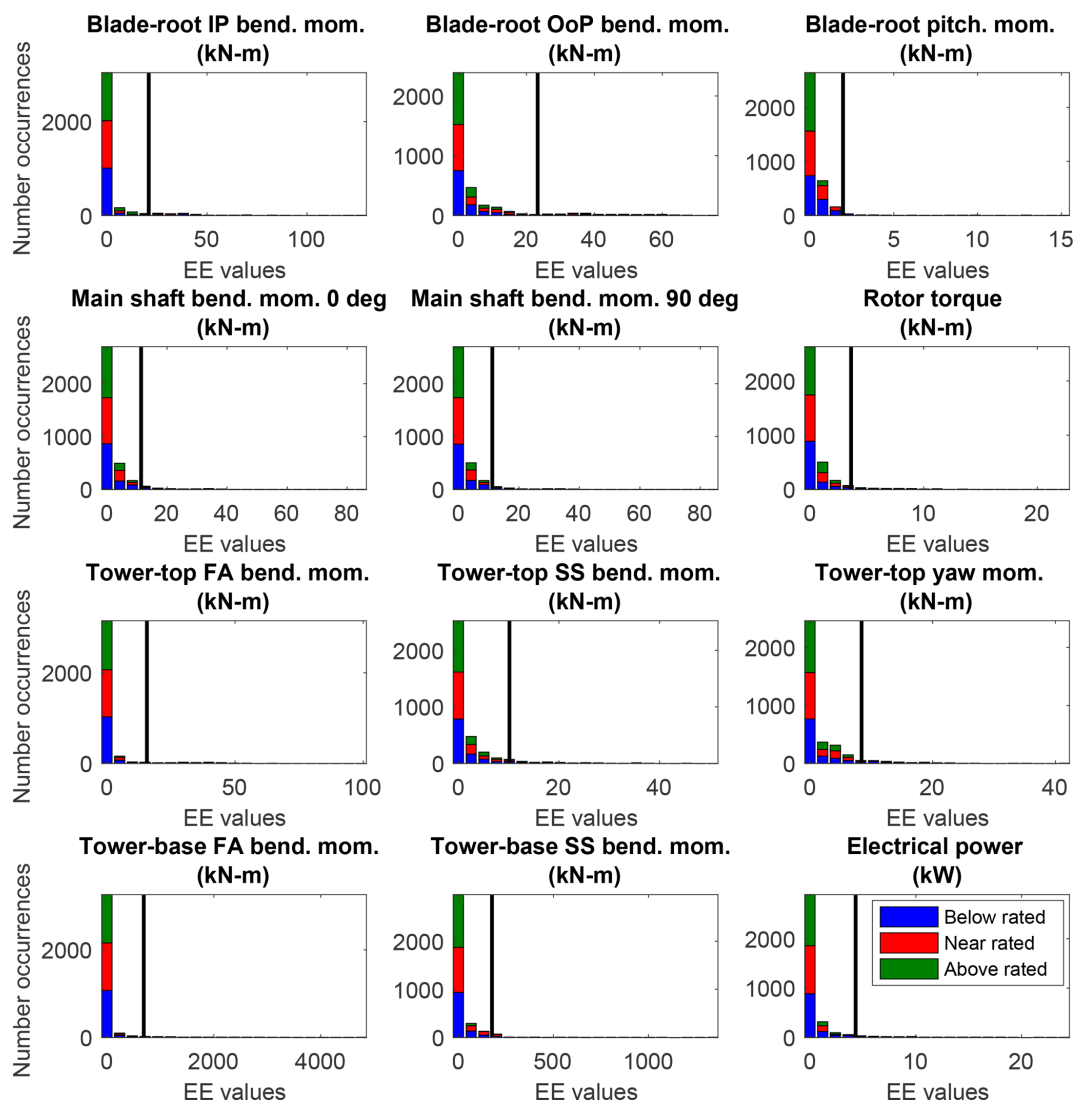 Blade-root IP bend. mom.
(kN-m)
Number occurrences
2000
0
0 50 100
EE values
Blade-root OoP bend. mom.
(kN-m)
2000
1000
0
0 20 40 60
EE values
Blade-root pitch. mom.
(kN-m)
2000
1000
0
0 5 10 15
EE values
Main shaft bend. mom. 0 deg
(kN-m)
Number occurrences
2000
1000
0
0 20 40 60 80
EE values
Main shaft bend. mom. 90 deg
(kN-m)
2000
1000
0
0 20 40 60 80
EE values
Rotor torque
(kN-m)
2000
1000
0
0 10 20
EE values
Tower-top FA bend. mom.
(kN-m)
Number occurrences
2000
0
0 50 100
EE values
Tower-top SS bend. mom.
(kN-m)
2000
1000
0
0 20 40
EE values
Tower-top yaw mom.
(kN-m)
2000
1000
0
0 20 40
EE values
Tower-base FA bend. mom.
(kN-m)
Number occurrences
2000
0
0 2000 4000
EE values
Tower-base SS bend. mom.
(kN-m)
2000
1000
0
0 500 1000
EE values
Electrical power
(kW)
2000
1000
0
0 10 20
EE values
Below rated
Near rated
Above rated